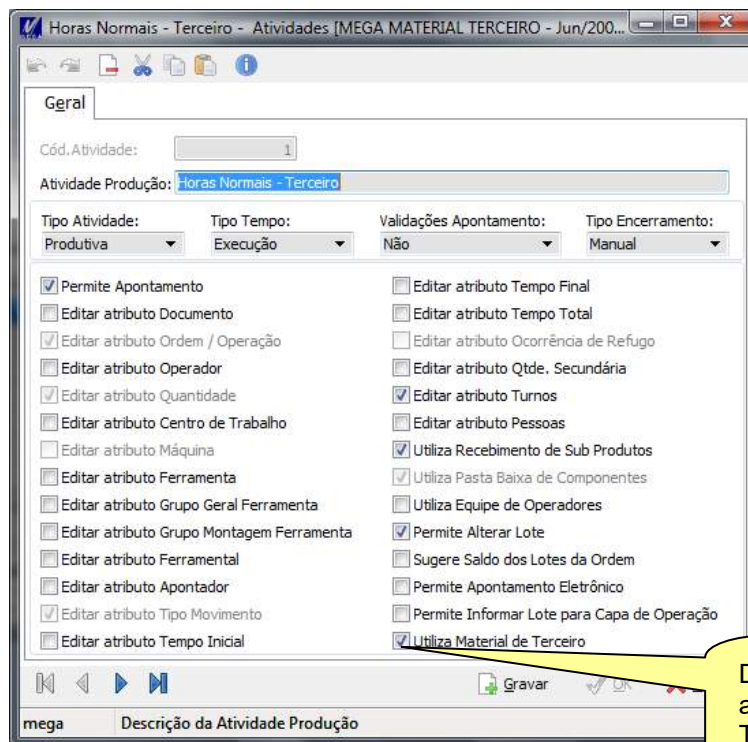 Horas Normais - Terceiro - Atividades [MEGA MATERIAL TERCEIRO - Jun/200...
Geral
Cód.Atividade: 1
Atividade Produção: Horas Normais - Terceiro
Tipo Atividade: Tipo Tempo: Validações Apontamento: Tipo Encerramento:
Produtiva Execução Não Manual
Permite Apontamento Editar atributo Tempo Final
Editar atributo Documento Editar atributo Tempo Total
Editar atributo Ordem / Operação Editar atributo Ocorrência de Refugo
Editar atributo Operador Editar atributo Qtde. Secundária
Editar atributo Quantidade Editar atributo Turnos
Editar atributo Centro de Trabalho Editar atributo Pessoas
Editar atributo Máquina Utiliza Recebimento de Sub Produtos
Editar atributo Ferramenta Utiliza Pasta Baixa de Componentes
Editar atributo Grupo Geral Ferramenta Utiliza Equipe de Operadores
Editar atributo Grupo Montagem Ferramenta Permite Alterar Lote
Editar atributo Ferramental Sugere Saldo dos Lotes da Ordem
Editar atributo Apontador Permite Apontamento Eletrônico
Editar atributo Tipo Movimento Permite Informar Lote para Capa de Operação
Editar atributo Tempo Inicial Utiliza Material de Terceiro
Gravar OK
mega Descrição da Atividade Produção